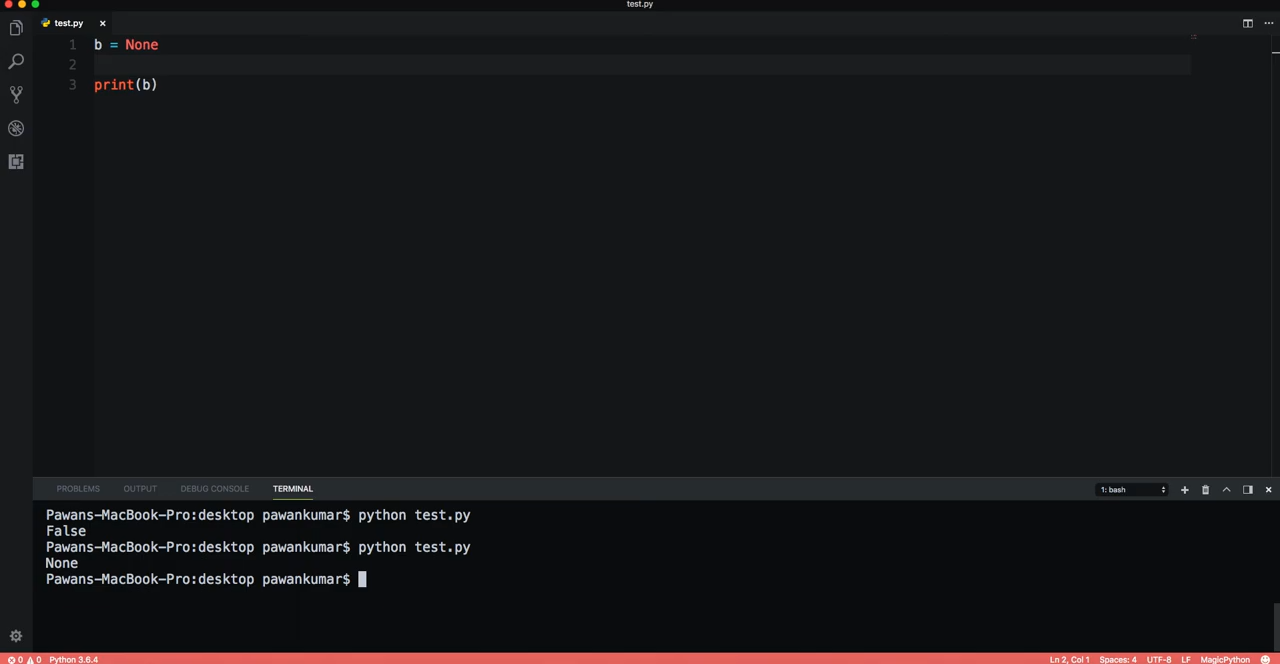 test.py
test.py
1 b = None
2
3 print(b)
PROBLEMS OUTPUT DEBUG CONSOLE TERMINAL 1: bash
Pawans-MacBook-Pro:desktop pawankumar$ python test.py
False
Pawans-MacBook-Pro:desktop pawankumar$ python test.py
None
Pawans-MacBook-Pro:desktop pawankumar$
0 0 Python 3.6.4 Ln 2, Col 1 Spaces: 4 UTF-8 LF MagicPython